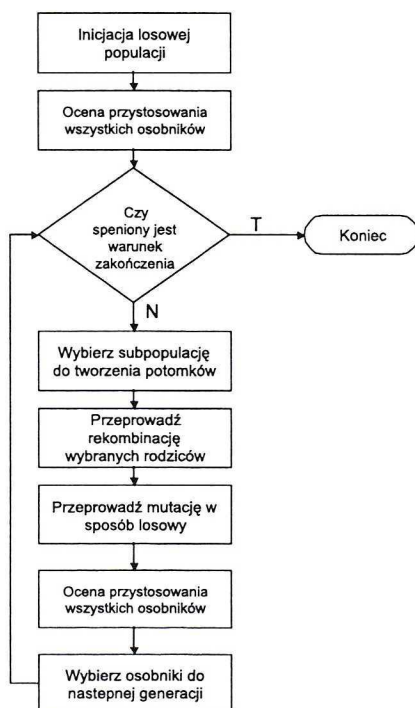 Inicjacja losowej
populacji
Ocena przystosowania
wszystkich osobników
Czy
speniony jest
warunek
zakończenia
T
Koniec
N
Wybierz subpopulację
do tworzenia potomków
Przeprowadź
rekombinację
wybranych rodziców
Przeprowadź mutację w
sposób losowy
Ocena przystosowania
wszystkich osobników
Wybierz osobniki do
nastepnej generacji